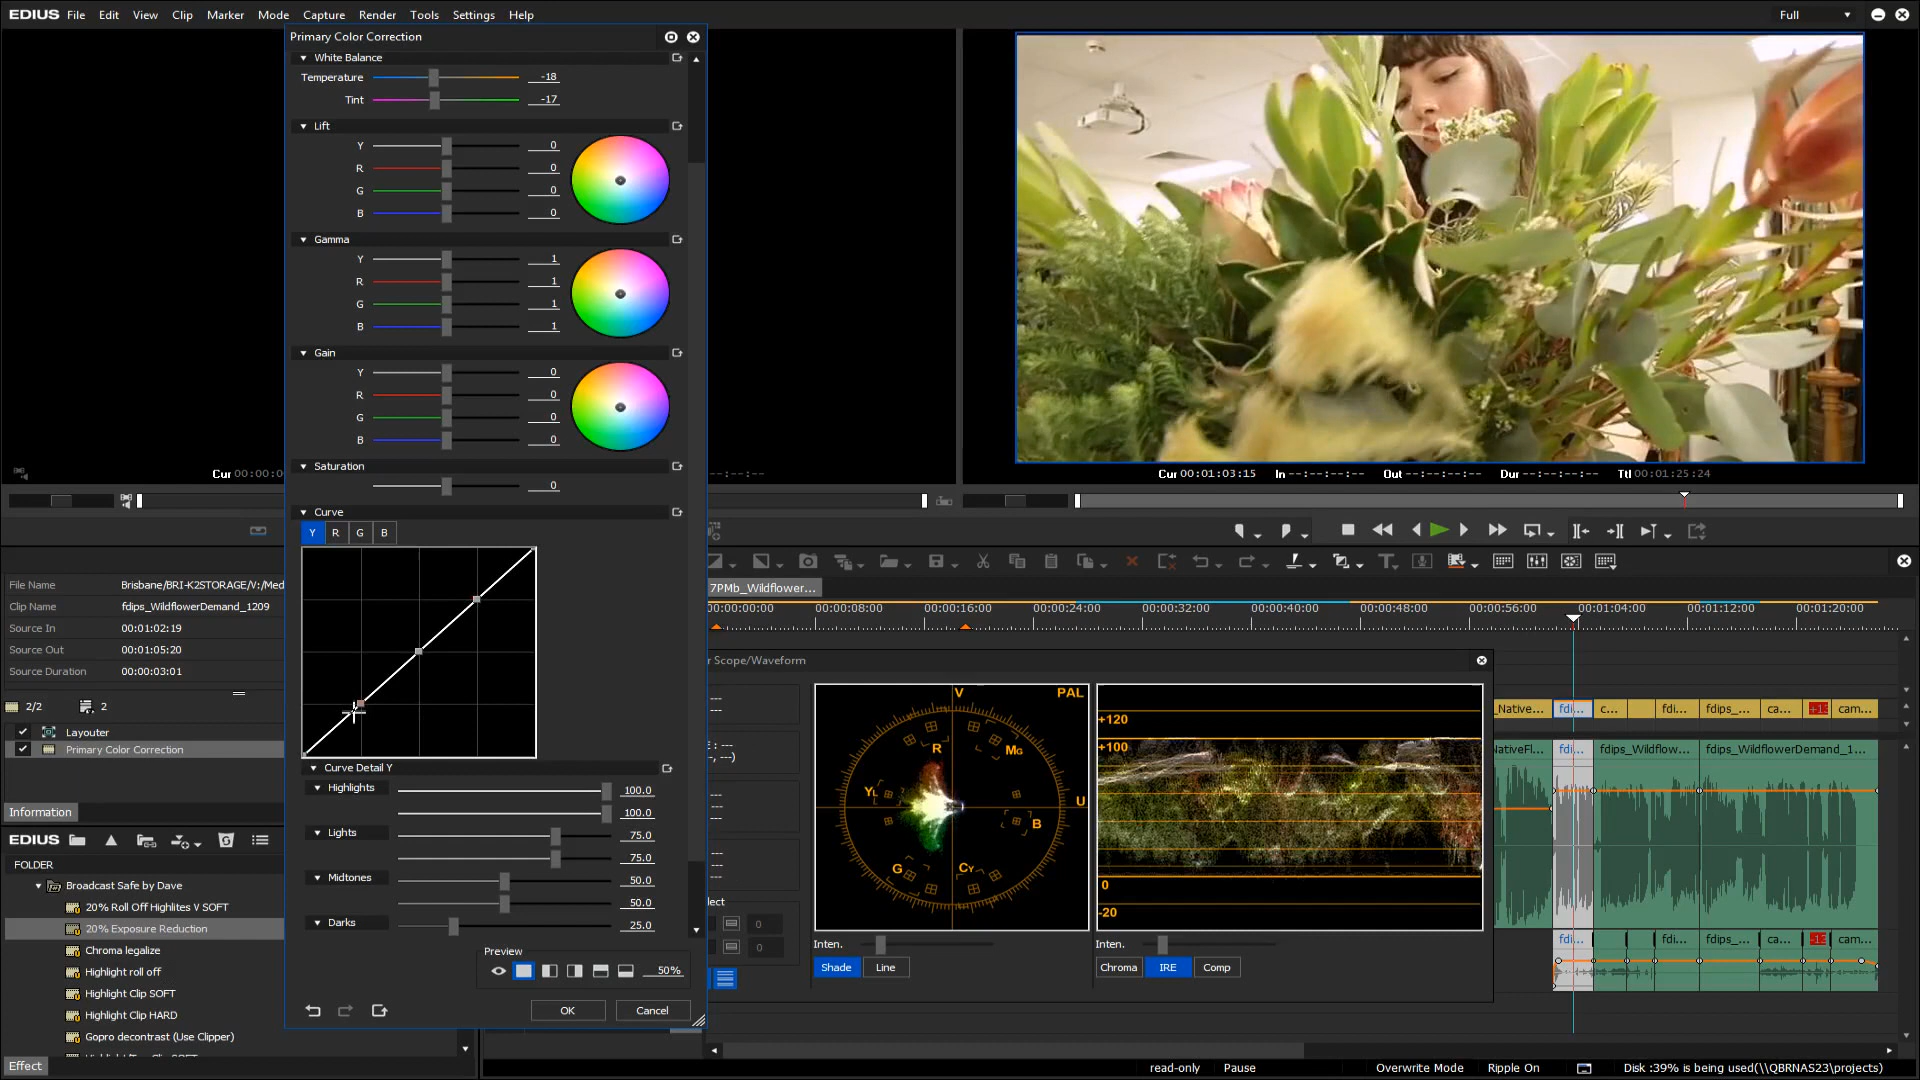 EDIUS File Edit View Clip Marker Mode Capture Render Tools Settings Help Full
Primary Color Correction
White Balance
Temperature -18
Tint -17
Lift
Y 0
R 0
G 0
B 0
Gamma
Y 1
R 1
G 1
B 1
Gain
Y 0
R 0
G 0
B 0
Saturation
0
Curve
Y R G B
Curve Detail Y
Highlights 100.0
100.0
Lights 75.0
75.0
Midtones 50.0
50.0
Darks 25.0
Preview
50%
OK Cancel
Cur 00:00:0
--:--:--
Cur 00:01:03:15 In --:--:--:-- Out --:--:--:-- Dur --:--:--:-- Ttl 00:01:25:24
File Name Brisbane/BRI-K2STORAGE/V:/Med
Clip Name fdips_WildflowerDemand_1209
Source In 00:01:02:19
Source Out 00:01:05:20
Source Duration 00:00:03:01
2/2 2
Layouter
Primary Color Correction
Information
EDIUS
FOLDER
Broadcast Safe by Dave
20% Roll Off Highlites V SOFT
20% Exposure Reduction
Chroma legalize
Highlight roll off
Highlight Clip SOFT
Highlight Clip HARD
Gopro decontrast (Use Clipper)
Effect
7PMb_Wildflower...
00:00:00:00 00:00:08:00 00:00:16:00 00:00:24:00 00:00:32:00 00:00:40:00 00:00:48:00 00:00:56:00 00:01:04:00 00:01:12:00 00:01:20:00
r Scope/Waveform
V PAL
R MG
YL U
B
G CY
+120
+100
0
-20
E : ---
-, ---)
lect
0
0
Inten. Inten.
Shade Line Chroma IRE Comp
_Native... fdi... c... fdi... fdips_... ca... +13 cam...
NativeFl... fdi... fdips_Wildflow... fdips_WildflowerDemand_1...
fdi... fdi... fdips_... ca... -13 cam...
read-only Pause Overwrite Mode Ripple On Disk :39% is being used(\\QBRNAS23\projects)